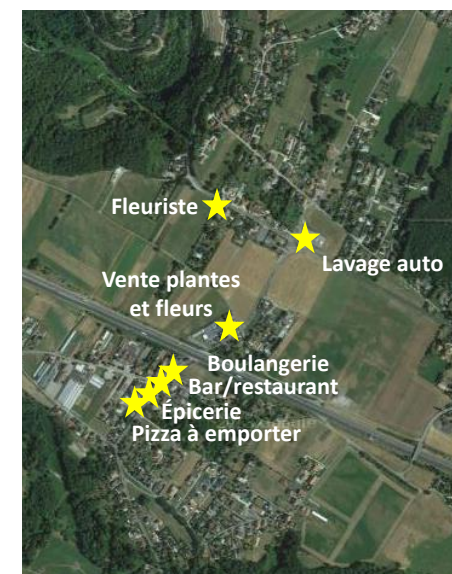 Fleuriste
Lavage auto
Vente plantes
et fleurs
Boulangerie
Bar/restaurant
Épicerie
Pizza à emporter